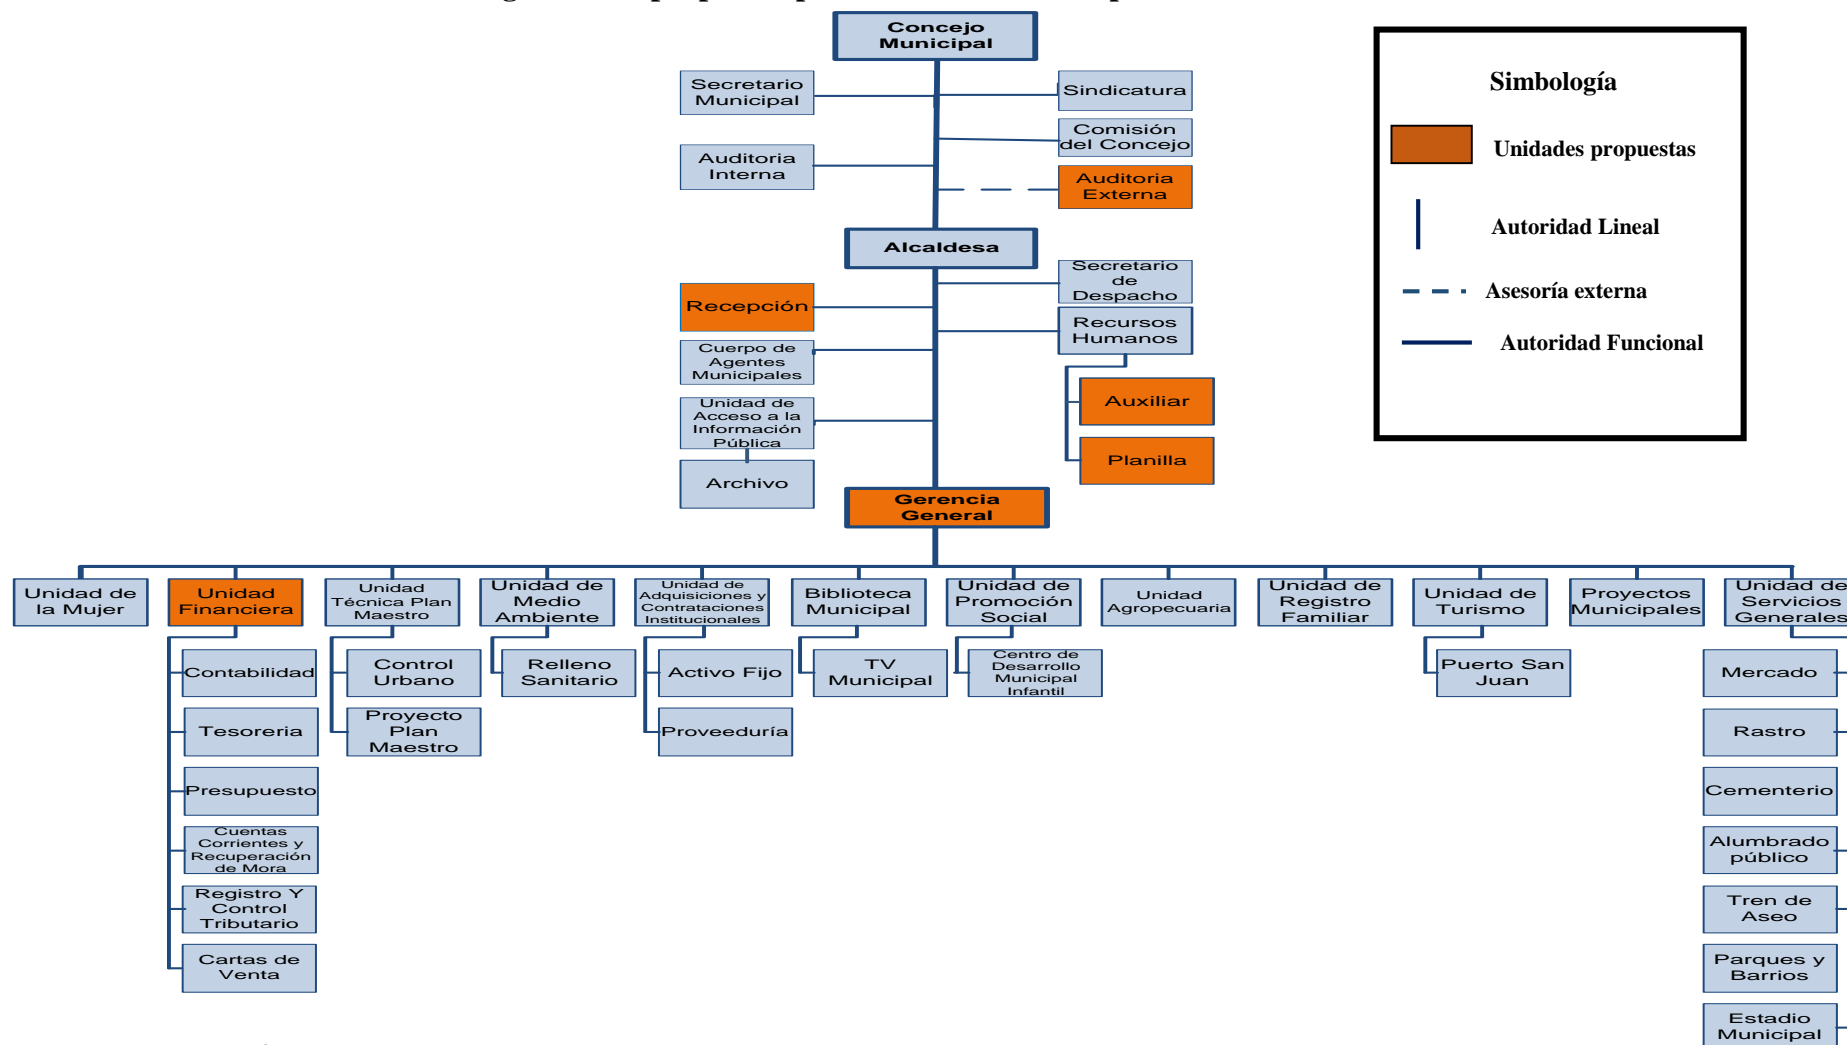 Concejo
Municipal
Secretario
Municipal
Sindicatura
Comisión
del Concejo
Auditoria
Interna
Auditoria
Externa
Alcaldesa
Secretario
de
Despacho
Recepción
Recursos
Humanos
Cuerpo de
Agentes
Municipales
Auxiliar
Unidad de
Acceso a la
Información
Pública
Planilla
Archivo
Gerencia
General
Simbología
Unidades propuestas
Autoridad Lineal
Asesoría externa
Autoridad Funcional
Unidad de
la Mujer
Unidad
Financiera
Unidad
Técnica Plan
Maestro
Unidad de
Medio
Ambiente
Unidad de
Adquisiciones y
Contrataciones
Institucionales
Biblioteca
Municipal
Unidad de
Promoción
Social
Unidad
Agropecuaria
Unidad de
Registro
Familiar
Unidad de
Turismo
Proyectos
Municipales
Unidad de
Servicios
Generales
Contabilidad
Tesoreria
Presupuesto
Cuentas
Corrientes y
Recuperación
de Mora
Registro Y
Control
Tributario
Cartas de
Venta
Control
Urbano
Proyecto
Plan
Maestro
Relleno
Sanitario
Activo Fijo
Proveeduría
TV
Municipal
Centro de
Desarrollo
Municipal
Infantil
Puerto San
Juan
Mercado
Rastro
Cementerio
Alumbrado
público
Tren de
Aseo
Parques y
Barrios
Estadio
Municipal